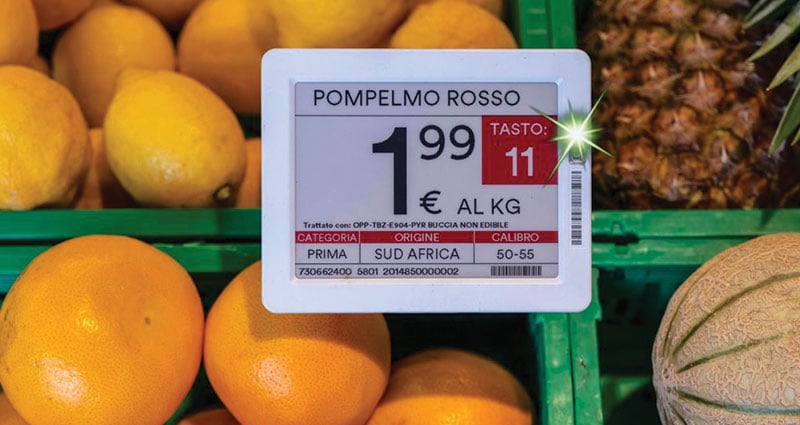 POMPELMO ROSSO
1 99
TASTO:
11
€ AL KG
Trattato con: OPP-TBZ-E904-PYR BUCCIA NON EDIBILE
CATEGORIA ORIGINE CALIBRO
PRIMA SUD AFRICA 50-55
730662400 5801 2014850000002